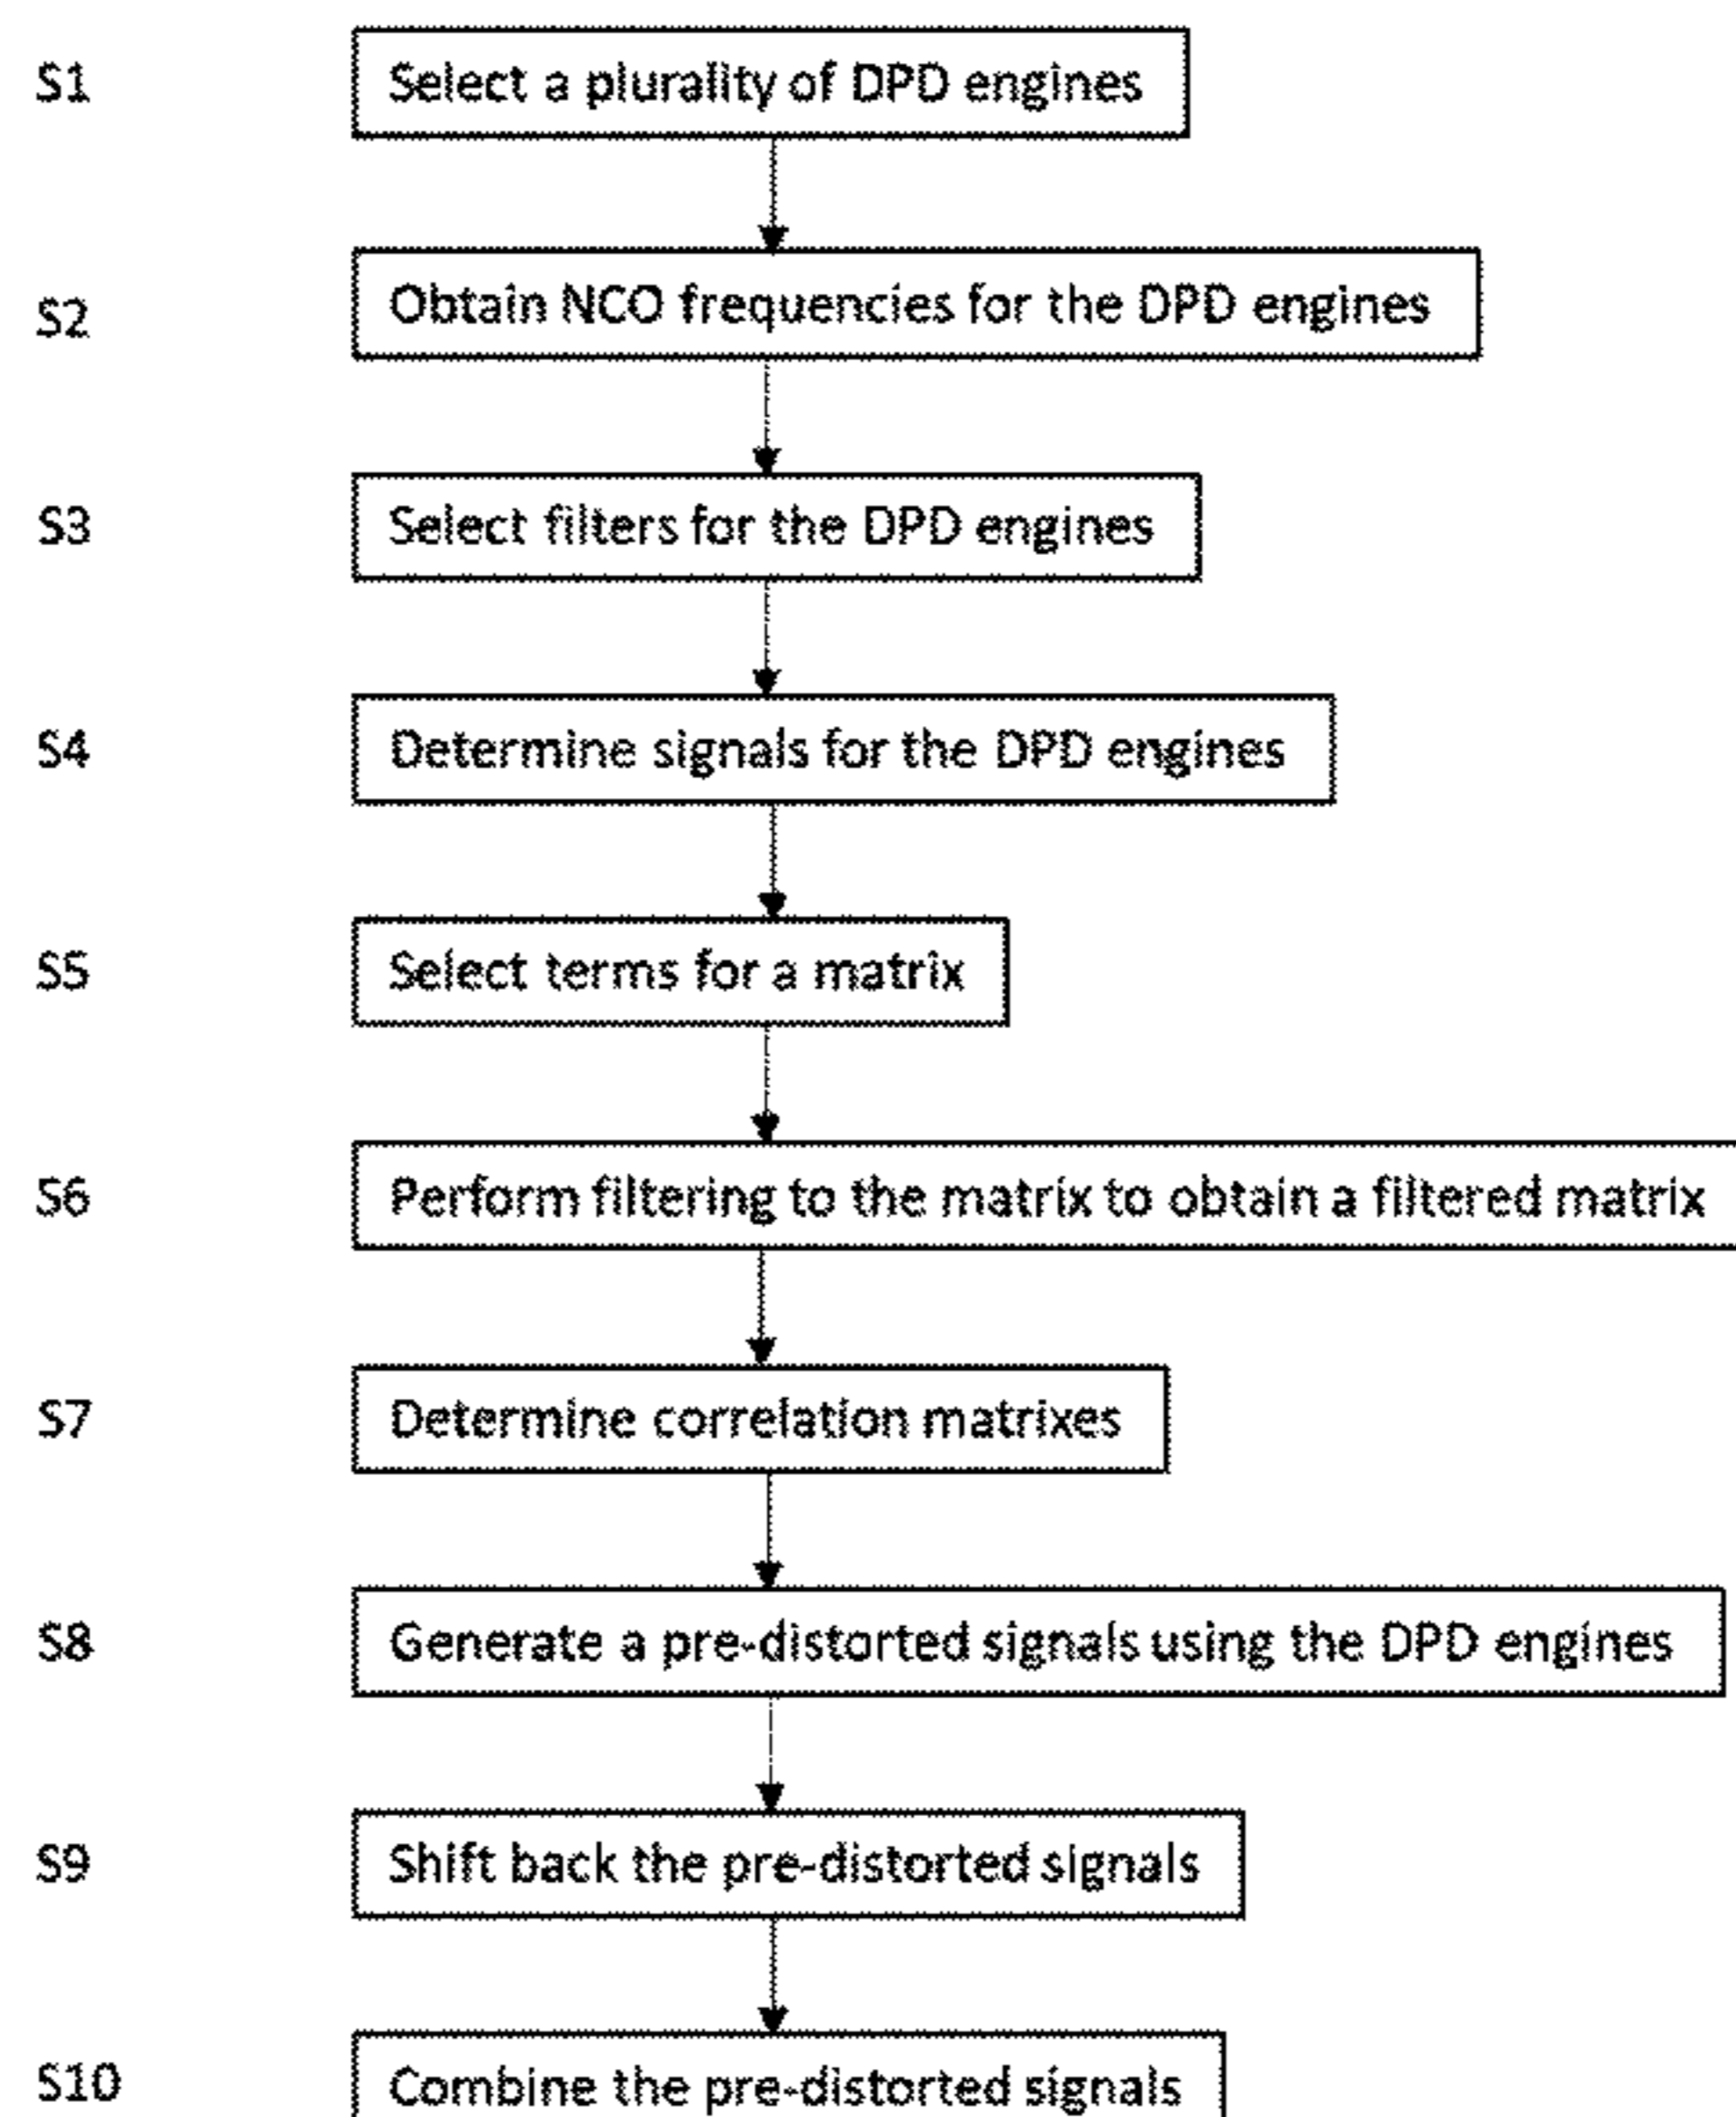 S1 Select a plurality of DPD engines
S2 Obtain NCO frequencies for the DPD engines
S3 Select filters for the DPD engines
S4 Determine signals for the DPD engines
S5 Select terms for a matrix
S6 Perform filtering to the matrix to obtain a filtered matrix
S7 Determine correlation matrixes
S8 Generate a pre-distorted signals using the DPD engines
S9 Shift back the pre-distorted signals
S10 Combine the pre-distorted signals